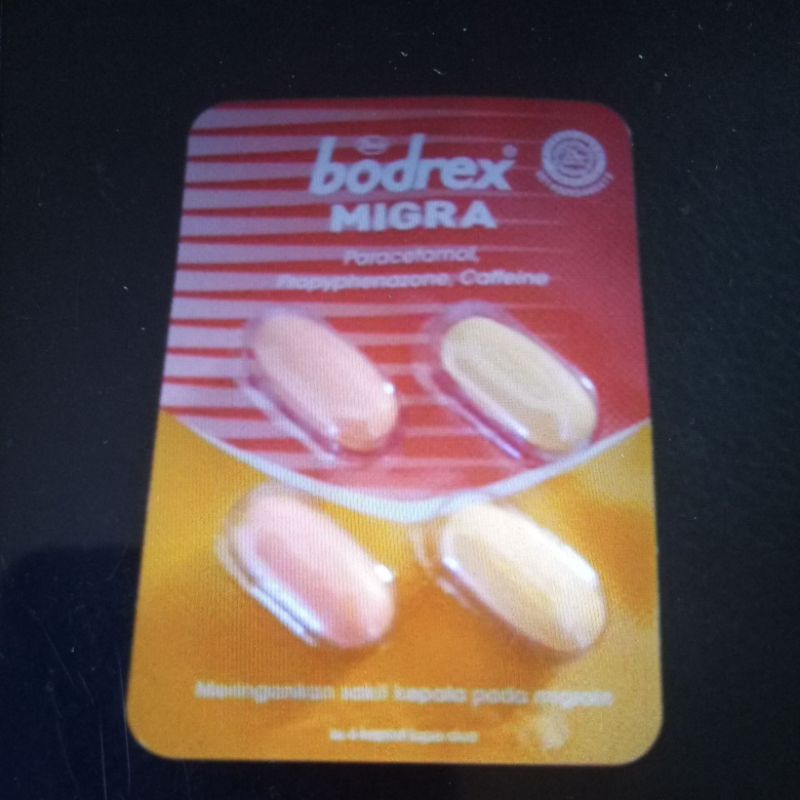 bodrex®
MIGRA
Paracetamol,
Propyphenazone, Caffeine
Meringankan sakit kepala pada migrain